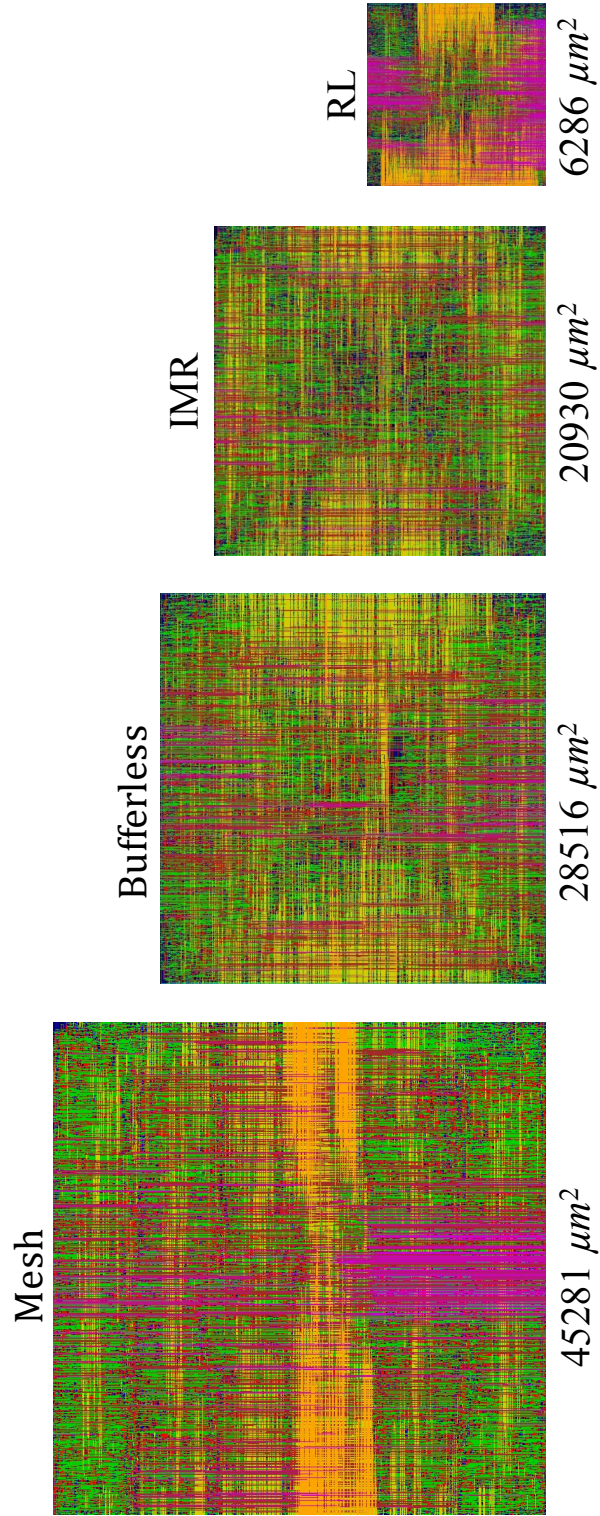 Mesh
45281 μm²
Bufferless
28516 μm²
IMR
20930 μm²
RL
6286 μm²